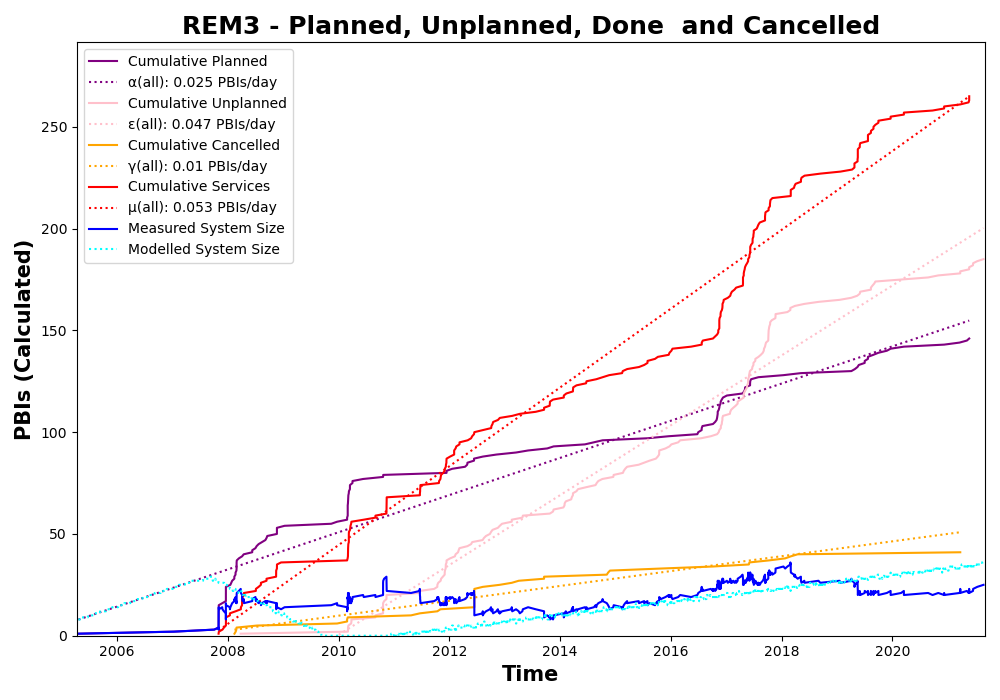 REM3 - Planned, Unplanned, Done  and Cancelled
Cumulative Planned
α(all): 0.025 PBIs/day
Cumulative Unplanned
ε(all): 0.047 PBIs/day
Cumulative Cancelled
γ(all): 0.01 PBIs/day
Cumulative Services
μ(all): 0.053 PBIs/day
Measured System Size
Modelled System Size
PBIs (Calculated)
250
200
150
100
50
0
2006 2008 2010 2012 2014 2016 2018 2020
Time